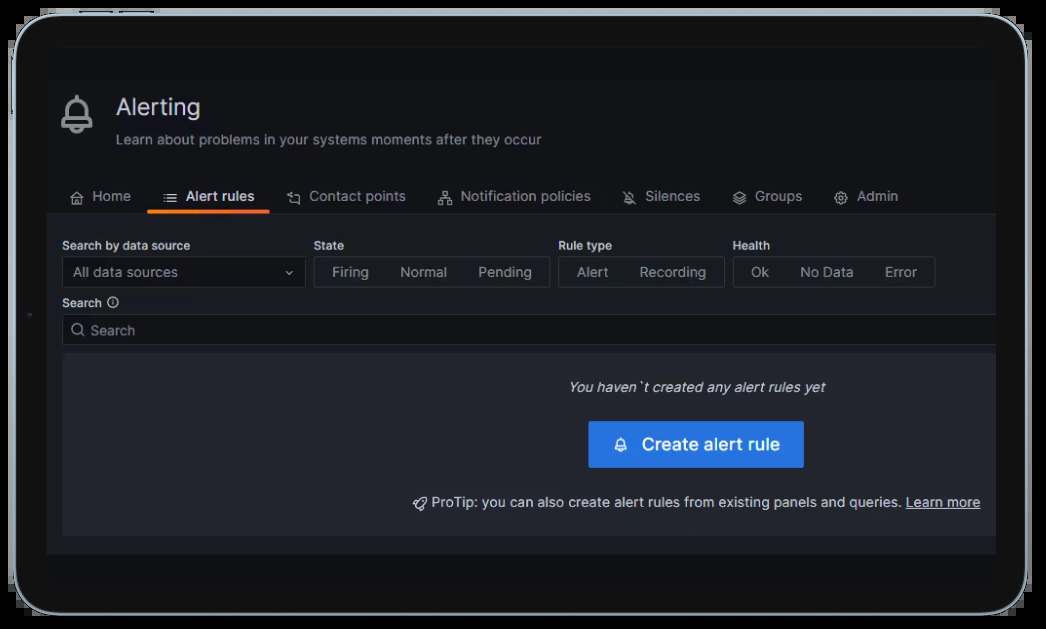 Alerting
Learn about problems in your systems moments after they occur
Home Alert rules Contact points Notification policies Silences Groups Admin
Search by data source State Rule type Health
All data sources Firing Normal Pending Alert Recording Ok No Data Error
Search
Search
You haven`t created any alert rules yet
Create alert rule
ProTip: you can also create alert rules from existing panels and queries. Learn more